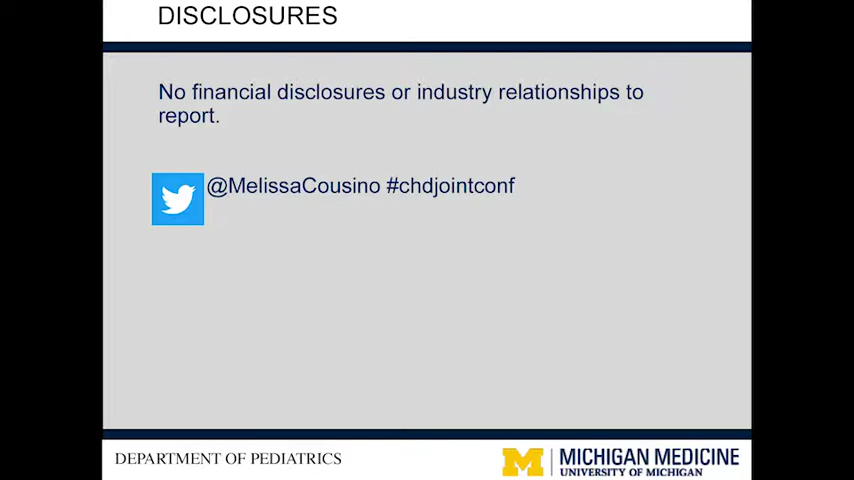 DISCLOSURES
No financial disclosures or industry relationships to
report.
@MelissaCousino #chdjointconf
DEPARTMENT OF PEDIATRICS
M
MICHIGAN MEDICINE
UNIVERSITY OF MICHIGAN